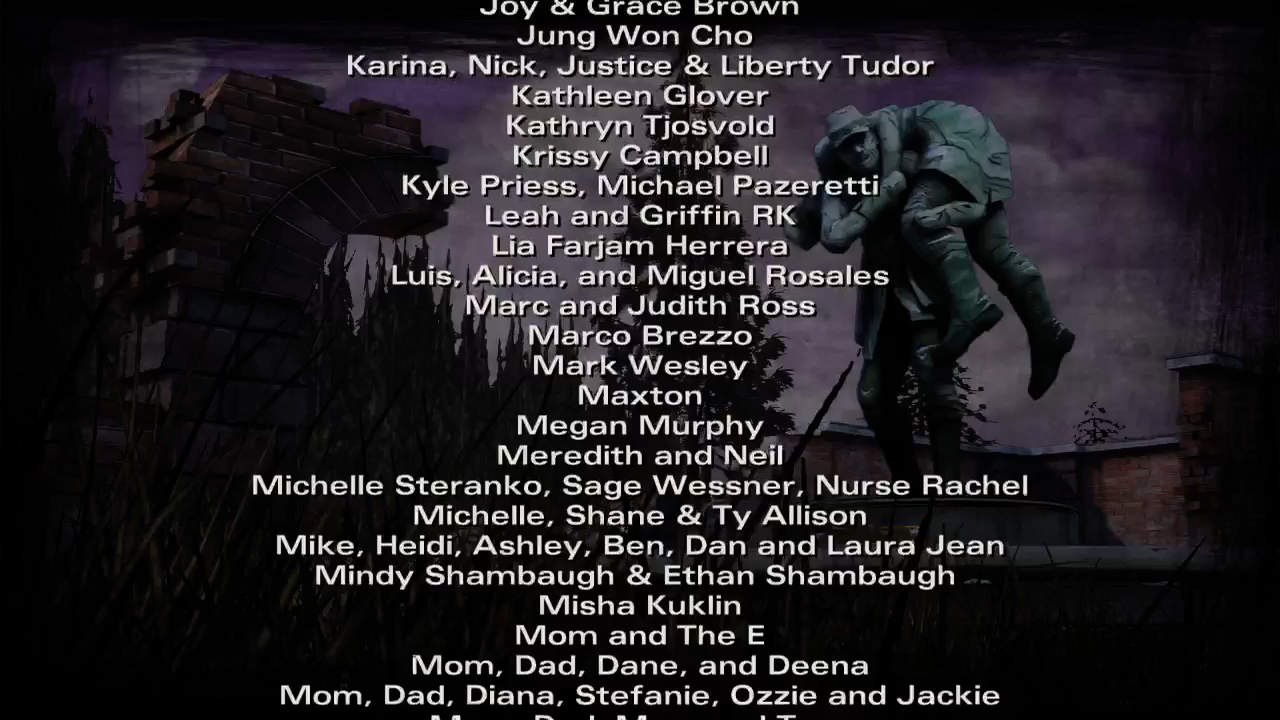 Joy & Grace Brown
Jung Won Cho
Karina, Nick, Justice & Liberty Tudor
Kathleen Glover
Kathryn Tjosvold
Krissy Campbell
Kyle Priess, Michael Pazeretti
Leah and Griffin RK
Lia Farjam Herrera
Luis, Alicia, and Miguel Rosales
Marc and Judith Ross
Marco Brezzo
Mark Wesley
Maxton
Megan Murphy
Meredith and Neil
Michelle Steranko, Sage Wessner, Nurse Rachel
Michelle, Shane & Ty Allison
Mike, Heidi, Ashley, Ben, Dan and Laura Jean
Mindy Shambaugh & Ethan Shambaugh
Misha Kuklin
Mom and The E
Mom, Dad, Dane, and Deena
Mom, Dad, Diana, Stefanie, Ozzie and Jackie